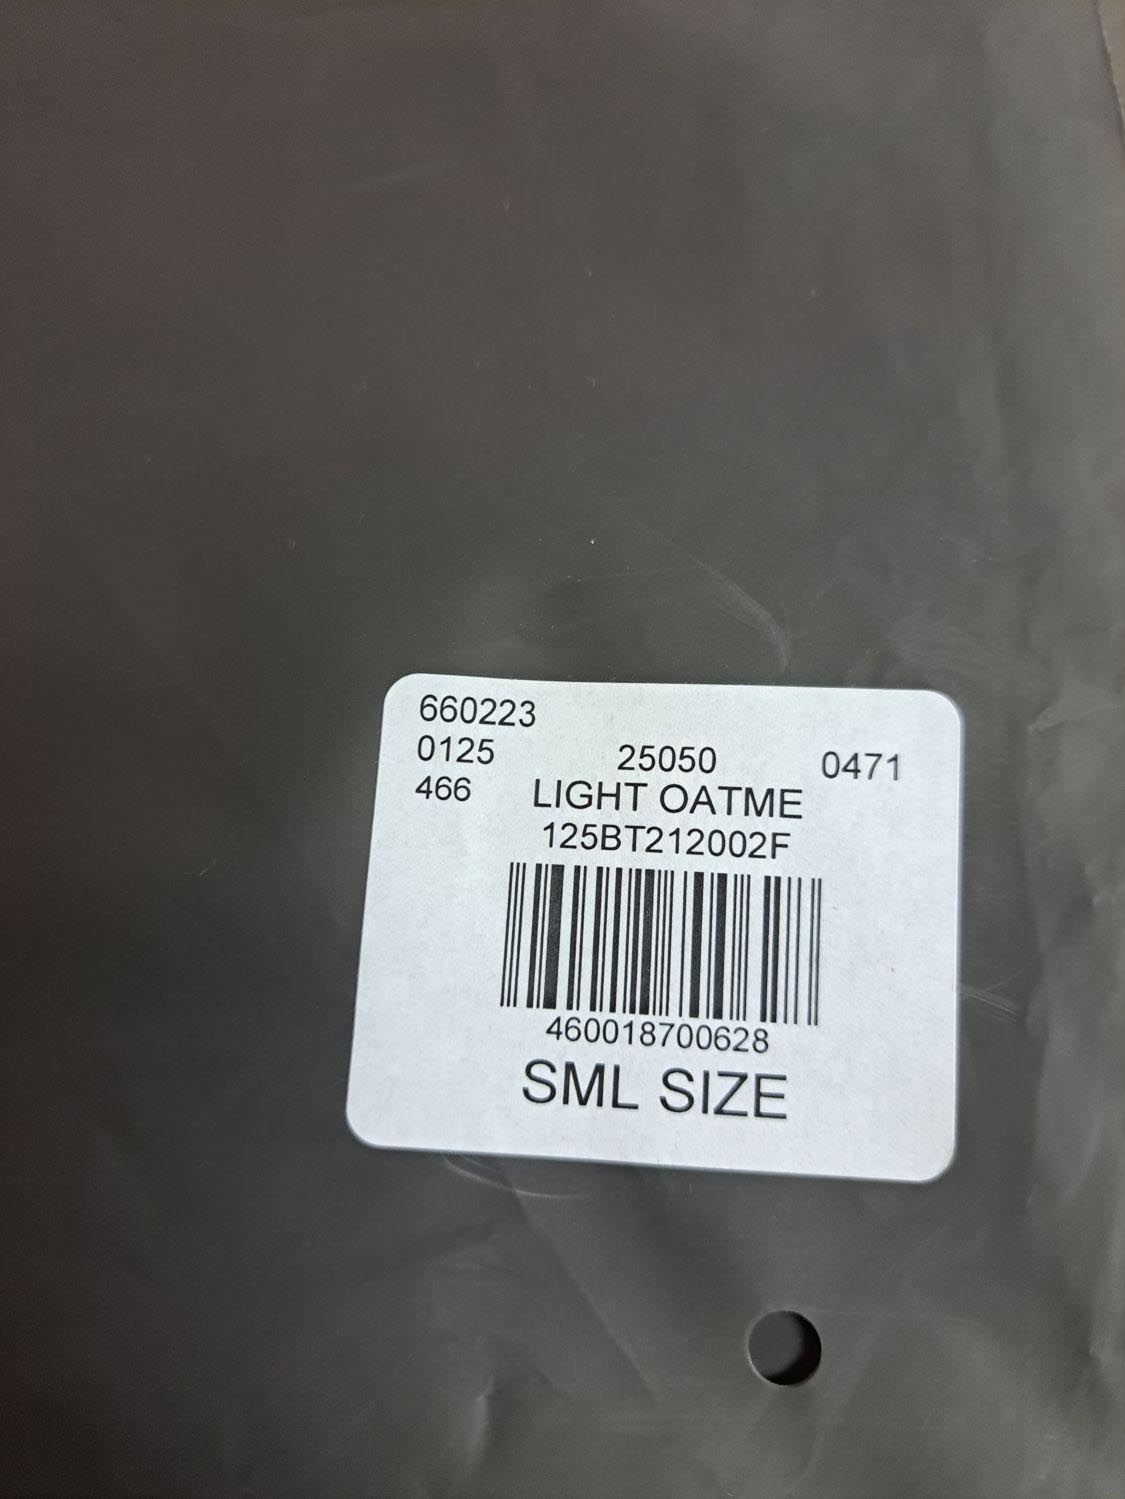 660223
0125 25050 0471
466 LIGHT OATME
125BT212002F
460018700628
SML SIZE